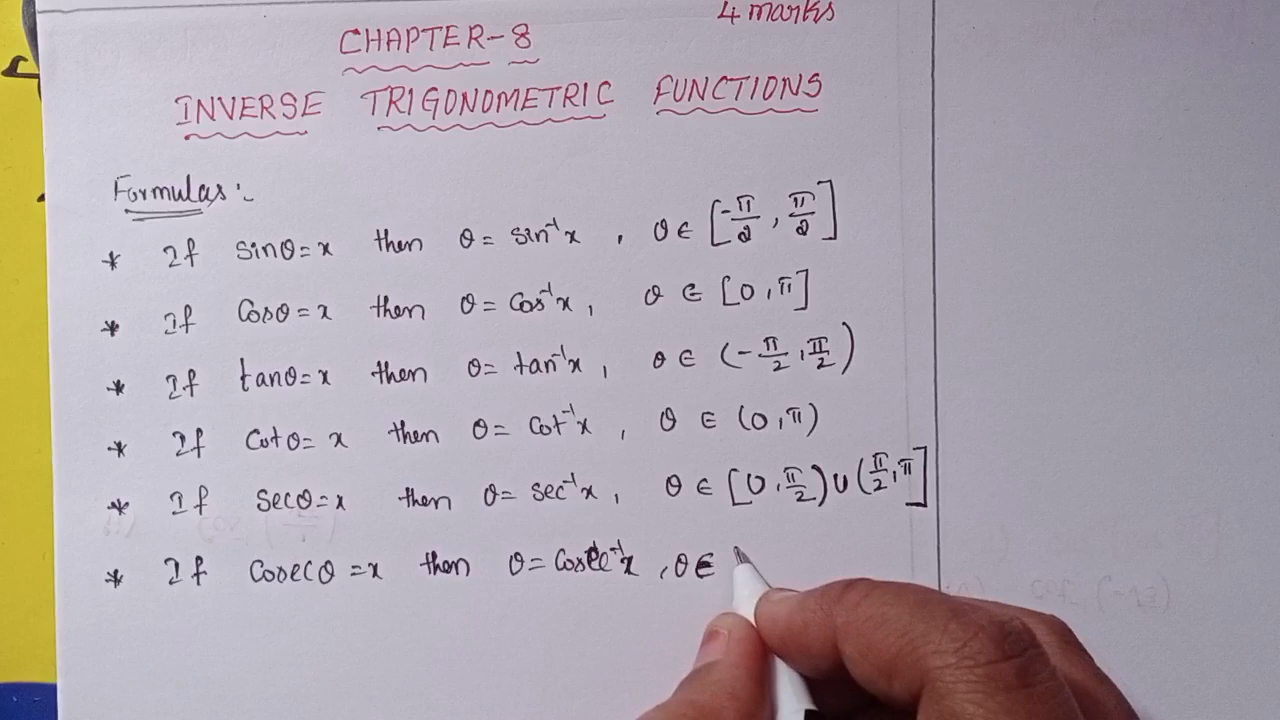 4 marks
CHAPTER-8
INVERSE TRIGONOMETRIC FUNCTIONS
Formulas:
* If sinθ=x then θ= sin⁻¹x , θ∈ [-π/2 , π/2]
* If Cosθ=x then θ= Cos⁻¹x , θ ∈ [0,π]
* If tanθ=x then θ= tan⁻¹x , θ∈ (-π/2 , π/2)
* If Cotθ= x then θ= Cot⁻¹x , θ ∈ (0,π)
* If secθ=x then θ= sec⁻¹x , θ∈ [0,π/2)∪(π/2,π]
* If Cosecθ =x then θ= Cosec⁻¹x , θ∈